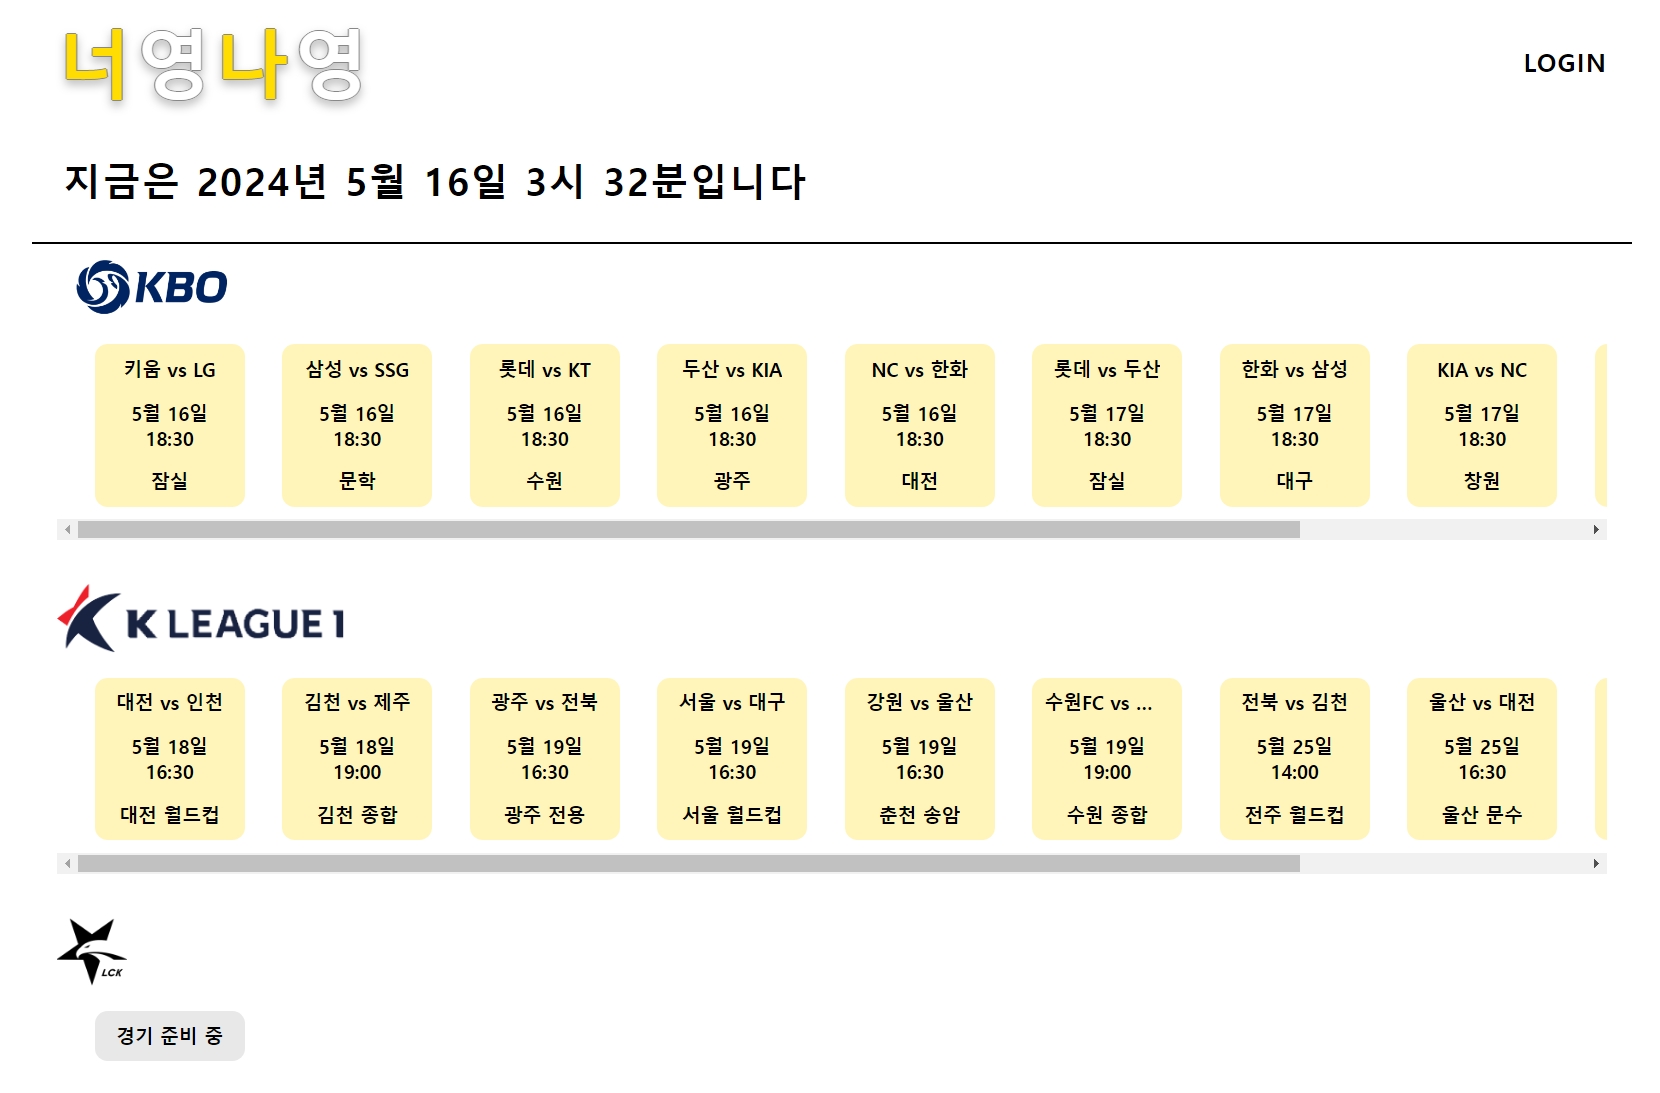 너영나영
LOGIN
지금은 2024년 5월 16일 3시 32분입니다
KBO
키움 vs LG
5월 16일
18:30
잠실
삼성 vs SSG
5월 16일
18:30
문학
롯데 vs KT
5월 16일
18:30
수원
두산 vs KIA
5월 16일
18:30
광주
NC vs 한화
5월 16일
18:30
대전
롯데 vs 두산
5월 17일
18:30
잠실
한화 vs 삼성
5월 17일
18:30
대구
KIA vs NC
5월 17일
18:30
창원
K LEAGUE 1
대전 vs 인천
5월 18일
16:30
대전 월드컵
김천 vs 제주
5월 18일
19:00
김천 종합
광주 vs 전북
5월 19일
16:30
광주 전용
서울 vs 대구
5월 19일
16:30
서울 월드컵
강원 vs 울산
5월 19일
16:30
춘천 송암
수원FC vs ...
5월 19일
19:00
수원 종합
전북 vs 김천
5월 25일
14:00
전주 월드컵
울산 vs 대전
5월 25일
16:30
울산 문수
LCK
경기 준비 중